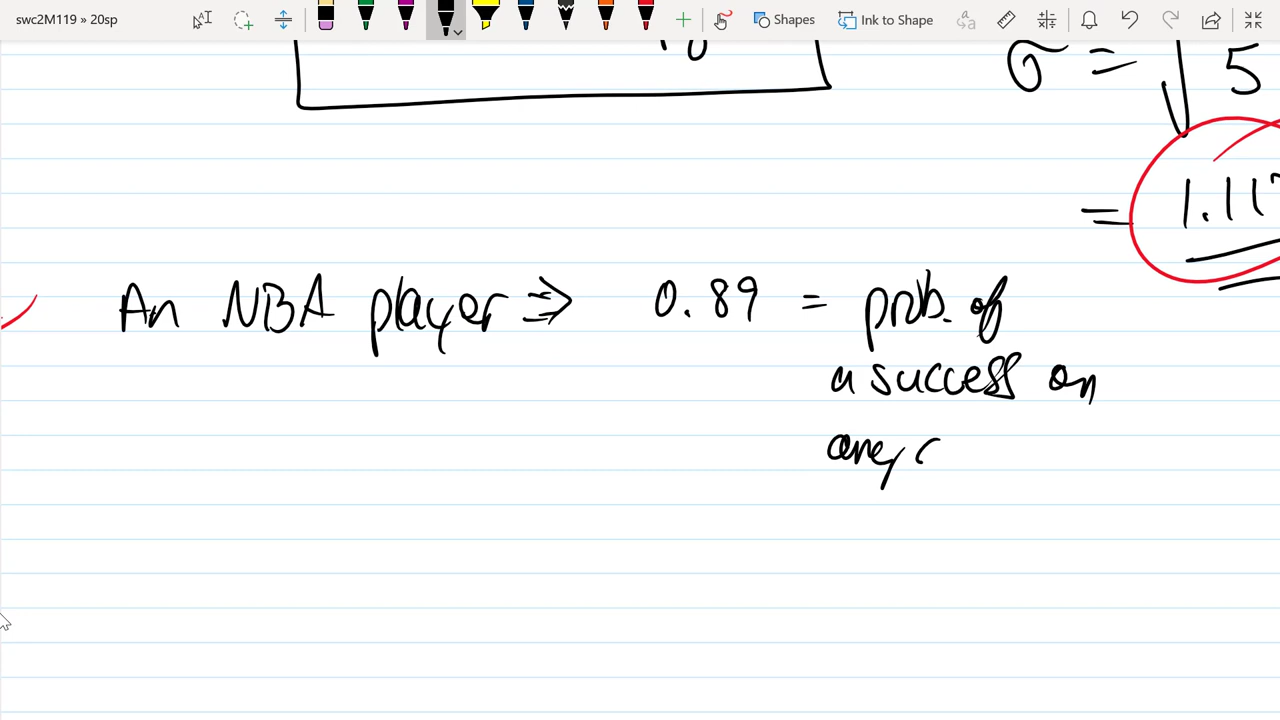 swc2M119 » 20sp
Shapes
Ink to Shape
σ = √5
= 1.11
An NBA player ⇒ 0.89 = prob. of
a success on
any